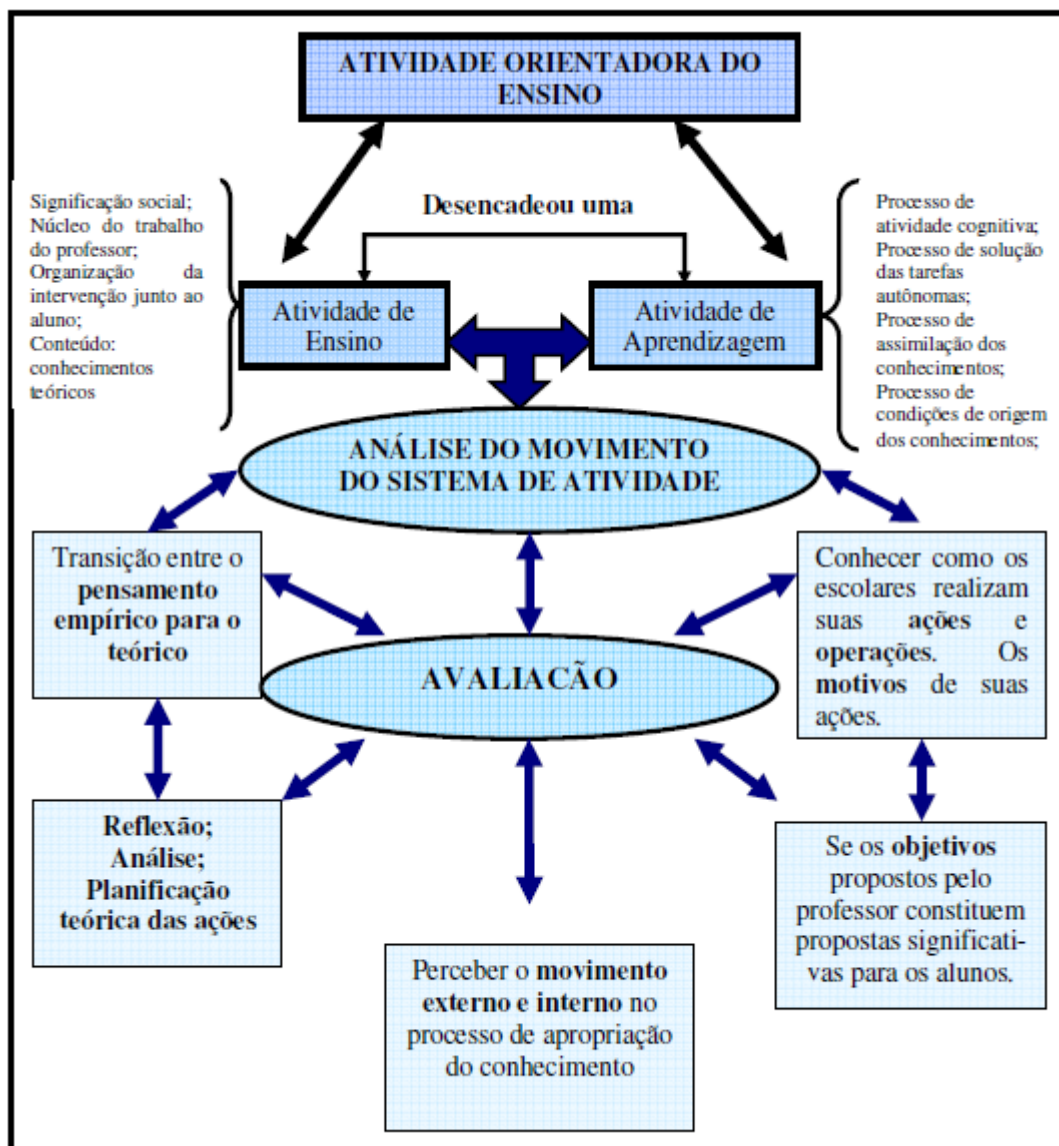 ATIVIDADE ORIENTADORA DO
ENSINO
Desencadeou uma
Significação social;
Núcleo do trabalho
do professor;
Organização da
intervenção junto ao
aluno;
Conteúdo:
conhecimentos
teóricos
Atividade de
Ensino
Atividade de
Aprendizagem
Processo de
atividade cognitiva;
Processo de solução
das tarefas
autônomas;
Processo de
assimilação dos
conhecimentos;
Processo de
condições de origem
dos conhecimentos;
ANÁLISE DO MOVIMENTO
DO SISTEMA DE ATIVIDADE
Transição entre o
pensamento
empírico para o
teórico
Conhecer como os
escolares realizam
suas ações e
operações. Os
motivos de suas
ações.
AVALIACÃO
Reflexão;
Análise;
Planificação
teórica das ações
Se os objetivos
propostos pelo
professor constituem
propostas significati-
vas para os alunos.
Perceber o movimento
externo e interno no
processo de apropriação
do conhecimento